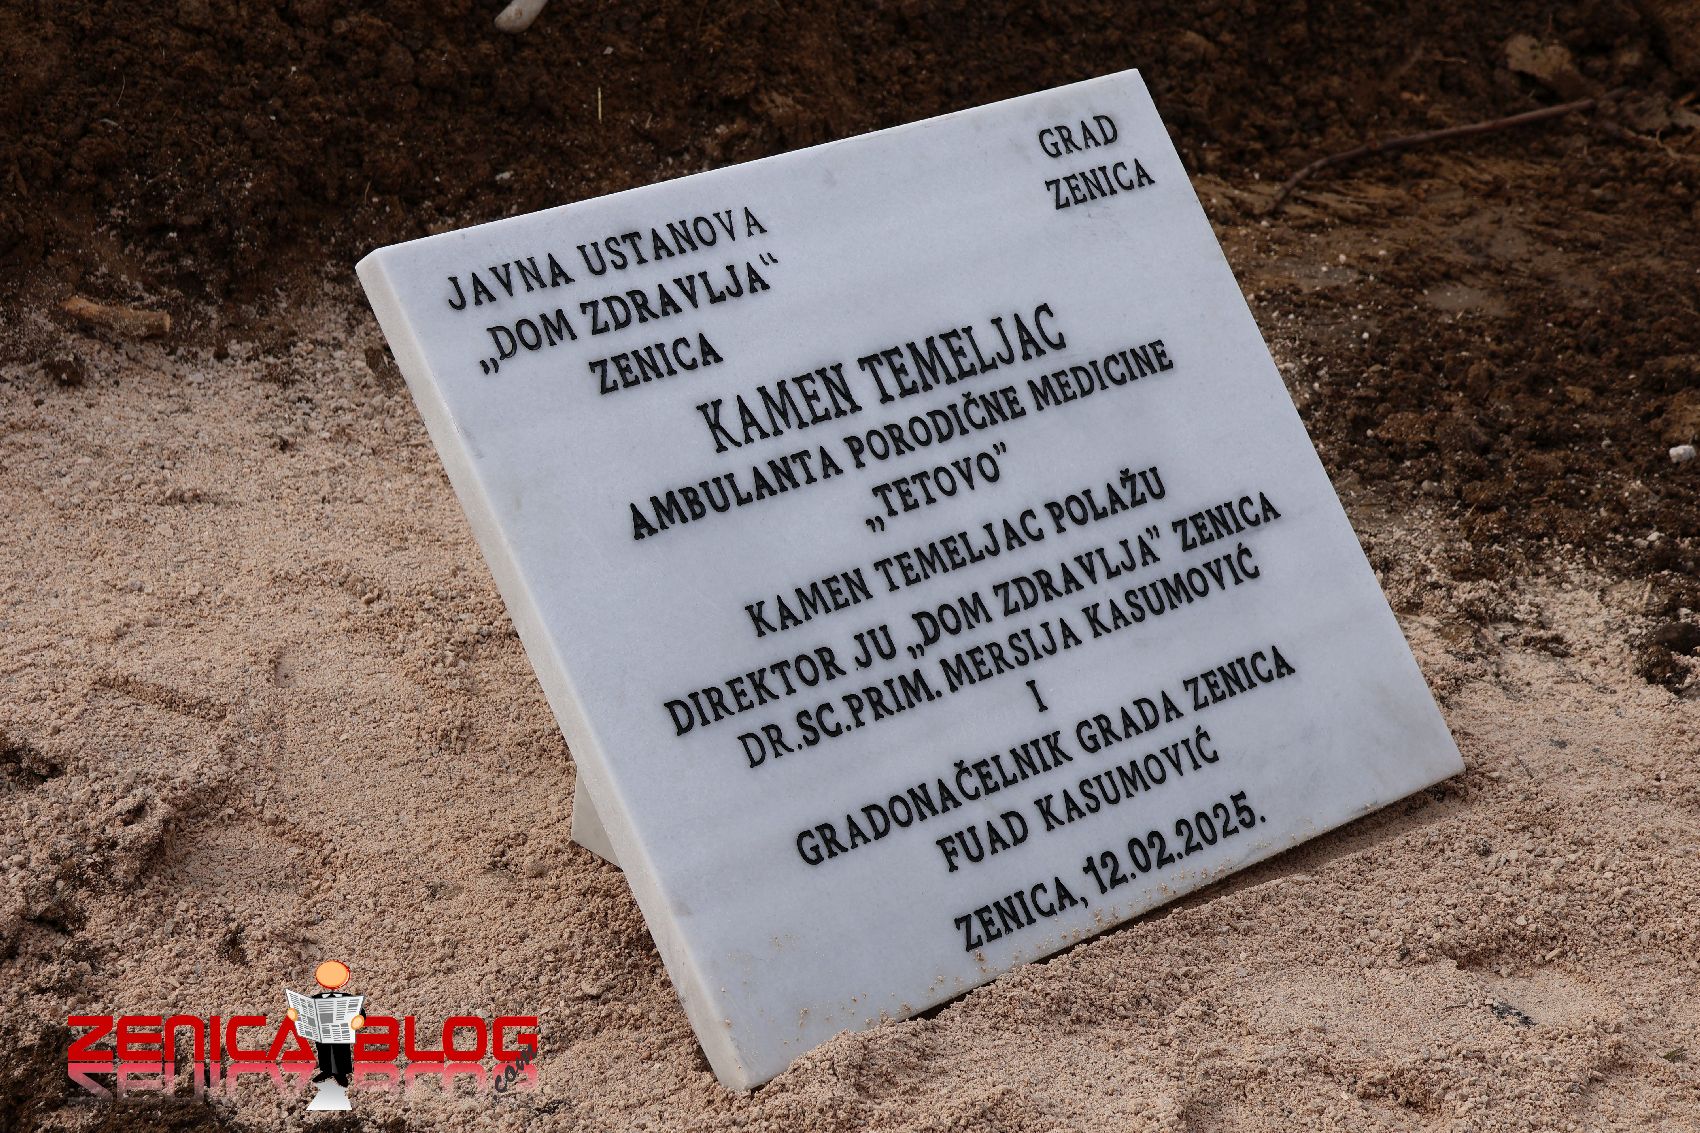 JAVNA USTANOVA
„DOM ZDRAVLJA“
ZENICA
GRAD
ZENICA
KAMEN TEMELJAC
AMBULANTA PORODIČNE MEDICINE
„TETOVO”
KAMEN TEMELJAC POLAŽU
DIREKTOR JU „DOM ZDRAVLJA” ZENICA
DR.SC.PRIM. MERSIJA KASUMOVIĆ
I
GRADONAČELNIK GRADA ZENICA
FUAD KASUMOVIĆ
ZENICA, 12.02.2025.
ZENICA BLOG
.com